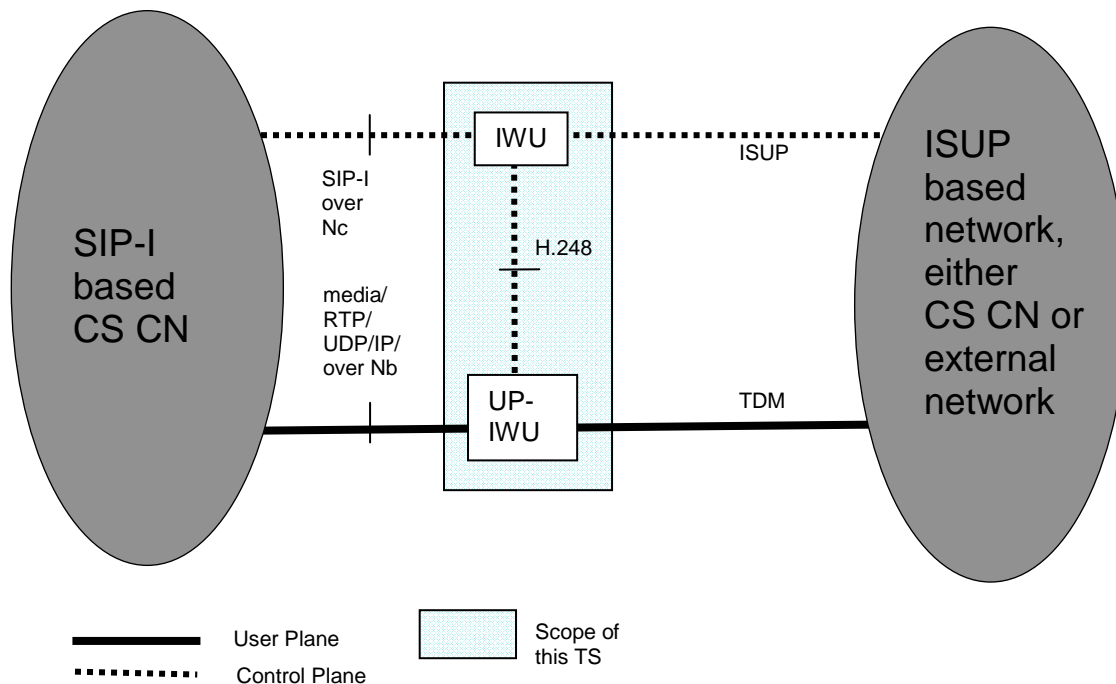 SIP-I
based
CS CN
SIP-I
over
Nc
media/
RTP/
UDP/IP/
over Nb
IWU
H.248
UP-
IWU
ISUP
TDM
ISUP
based
network,
either
CS CN or
external
network
User Plane
Control Plane
Scope of
this TS